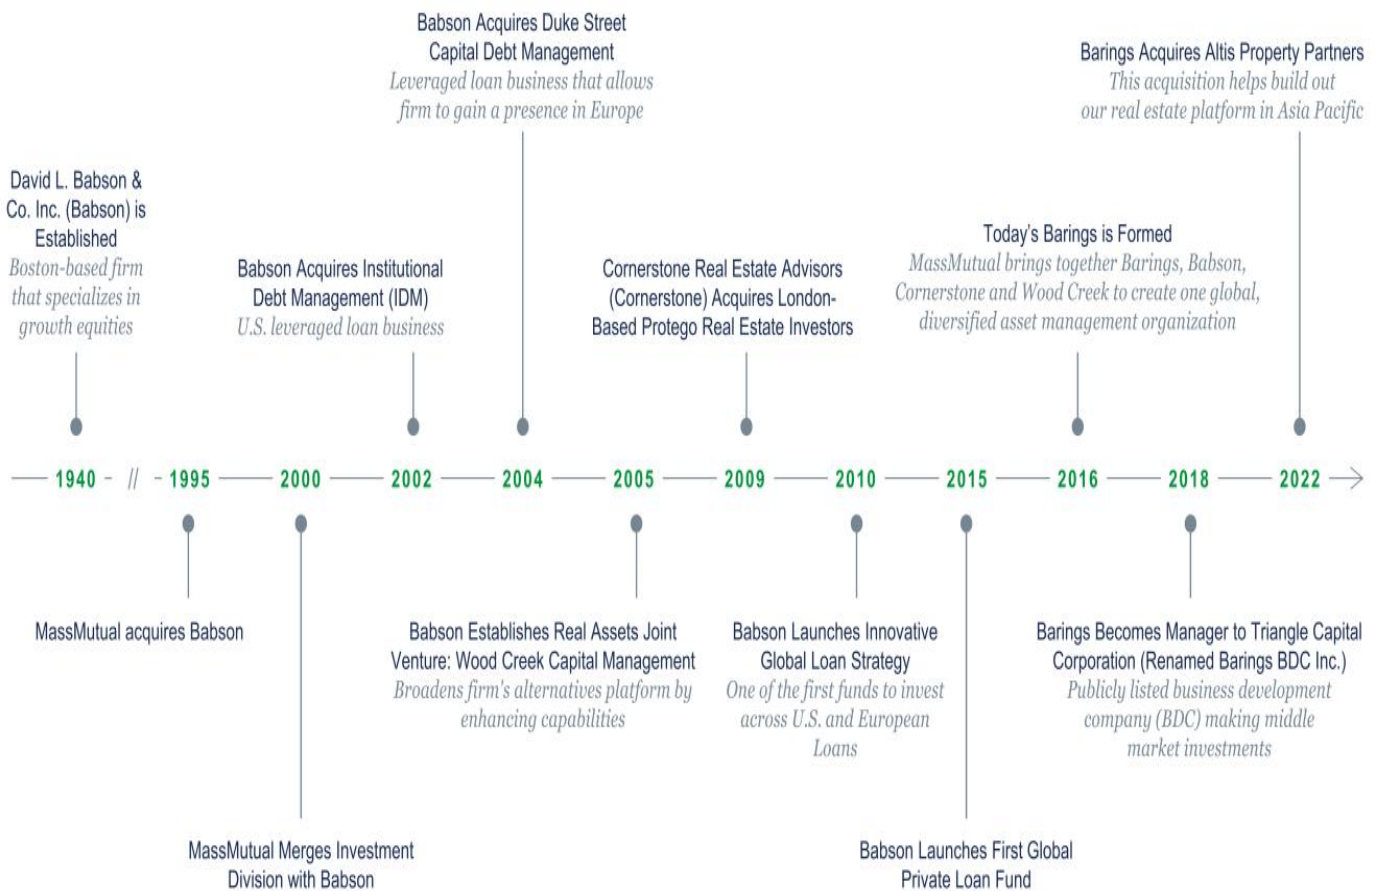 Babson Acquires Duke Street
Capital Debt Management
Leveraged loan business that allows
firm to gain a presence in Europe
Barings Acquires Altis Property Partners
This acquisition helps build out
our real estate platform in Asia Pacific
David L. Babson &
Co. Inc. (Babson) is
Established
Boston-based firm
that specializes in
growth equities
Babson Acquires Institutional
Debt Management (IDM)
U.S. leveraged loan business
Cornerstone Real Estate Advisors
(Cornerstone) Acquires London-
Based Protego Real Estate Investors
Today's Barings is Formed
MassMutual brings together Barings, Babson,
Cornerstone and Wood Creek to create one global,
diversified asset management organization
1940 // 1995 2000 2002 2004 2005 2009 2010 2015 2016 2018 2022
MassMutual acquires Babson
Babson Establishes Real Assets Joint
Venture: Wood Creek Capital Management
Broadens firm's alternatives platform by
enhancing capabilities
Babson Launches Innovative
Global Loan Strategy
One of the first funds to invest
across U.S. and European
Loans
Barings Becomes Manager to Triangle Capital
Corporation (Renamed Barings BDC Inc.)
Publicly listed business development
company (BDC) making middle
market investments
MassMutual Merges Investment
Division with Babson
Babson Launches First Global
Private Loan Fund